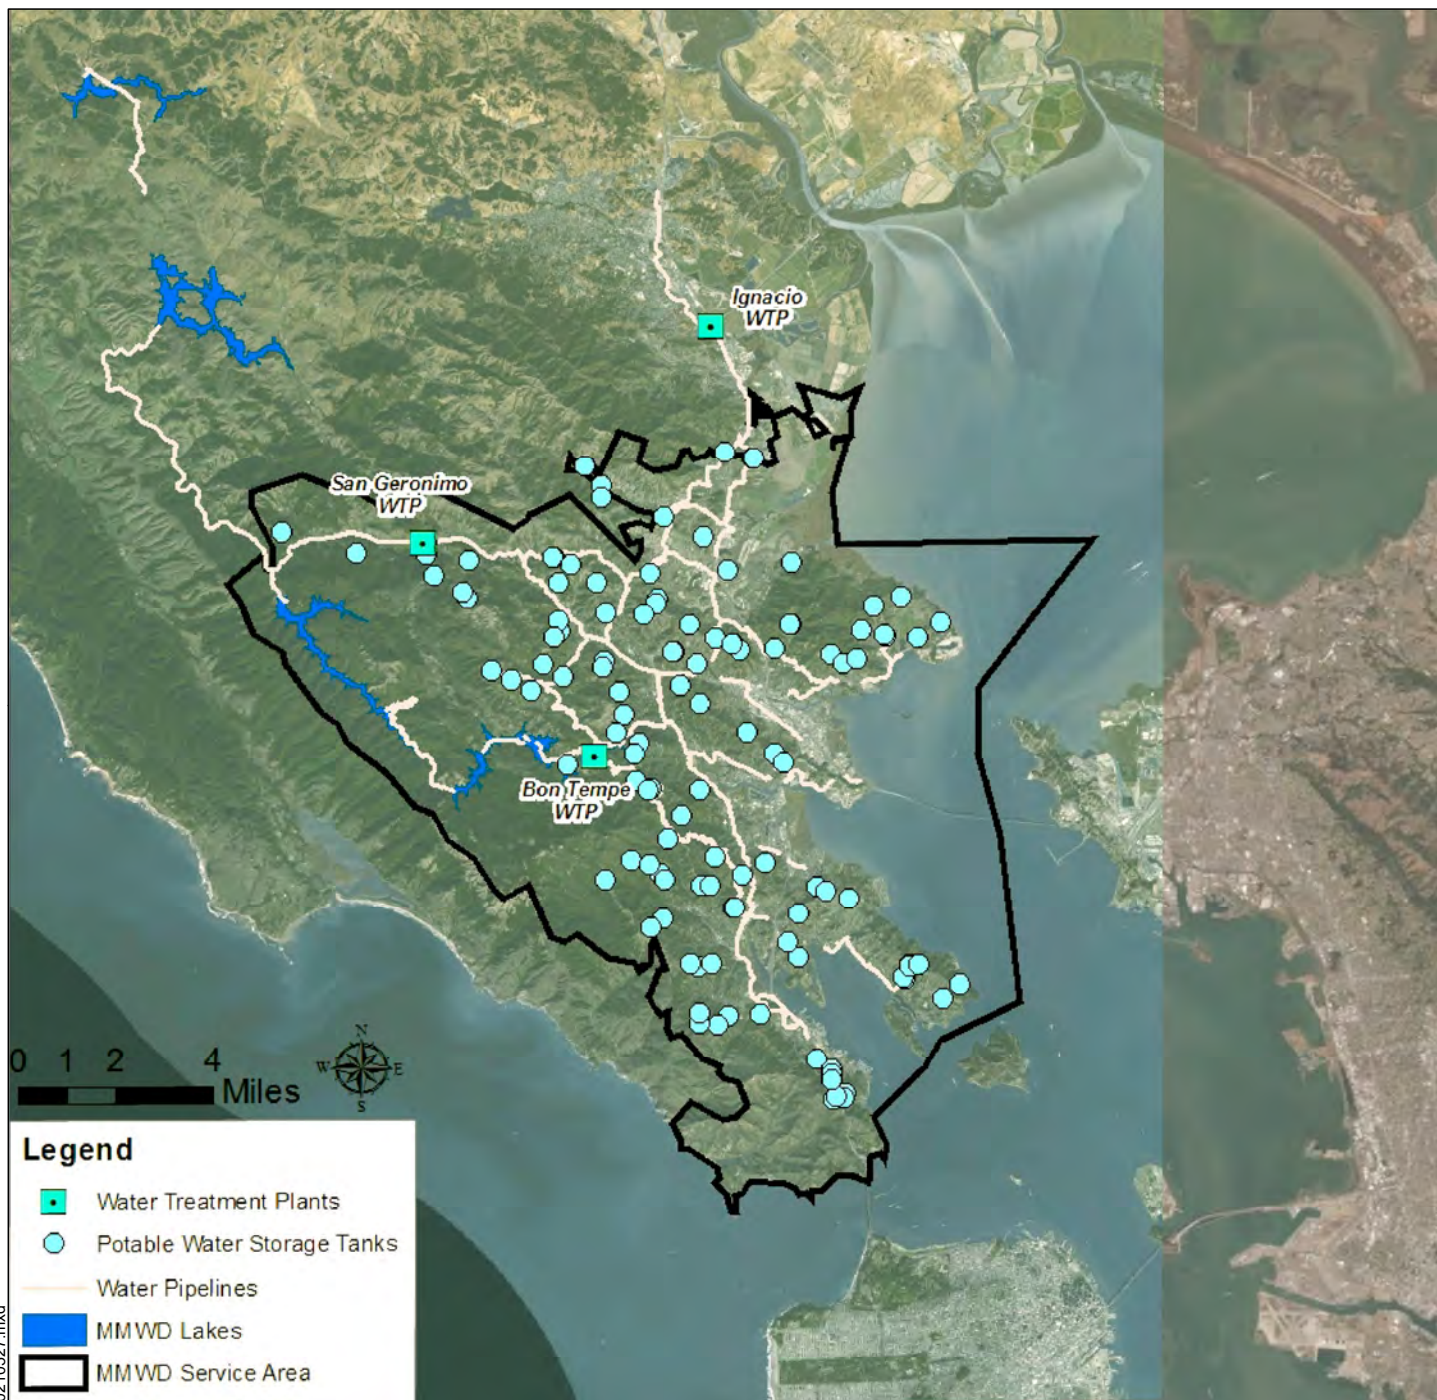 Ignacio
WTP
San Geronimo
WTP
Bon Tempe
WTP
N
W E
S
0 1 2 4
Miles
Legend
Water Treatment Plants
Potable Water Storage Tanks
Water Pipelines
MMWD Lakes
MMWD Service Area